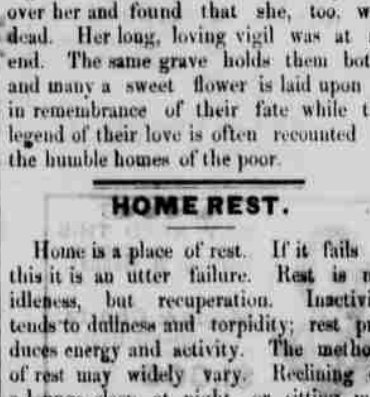 over her and found that she, too, w
dead. Her long, loving vigil was at
end. The same grave holds them bot
and many a sweet flower is laid upon
in remembrance of their fate while t
legend of their love is often recounted
the humble homes of the poor.
HOME REST.
Home is a place of rest. If it fails
this it is an utter failure. Rest is n
idleness, but recuperation. Inactivi
tends to dullness and torpidity; rest pr
duces energy and activity. The metho
of rest may widely vary. Reclining
or sitting